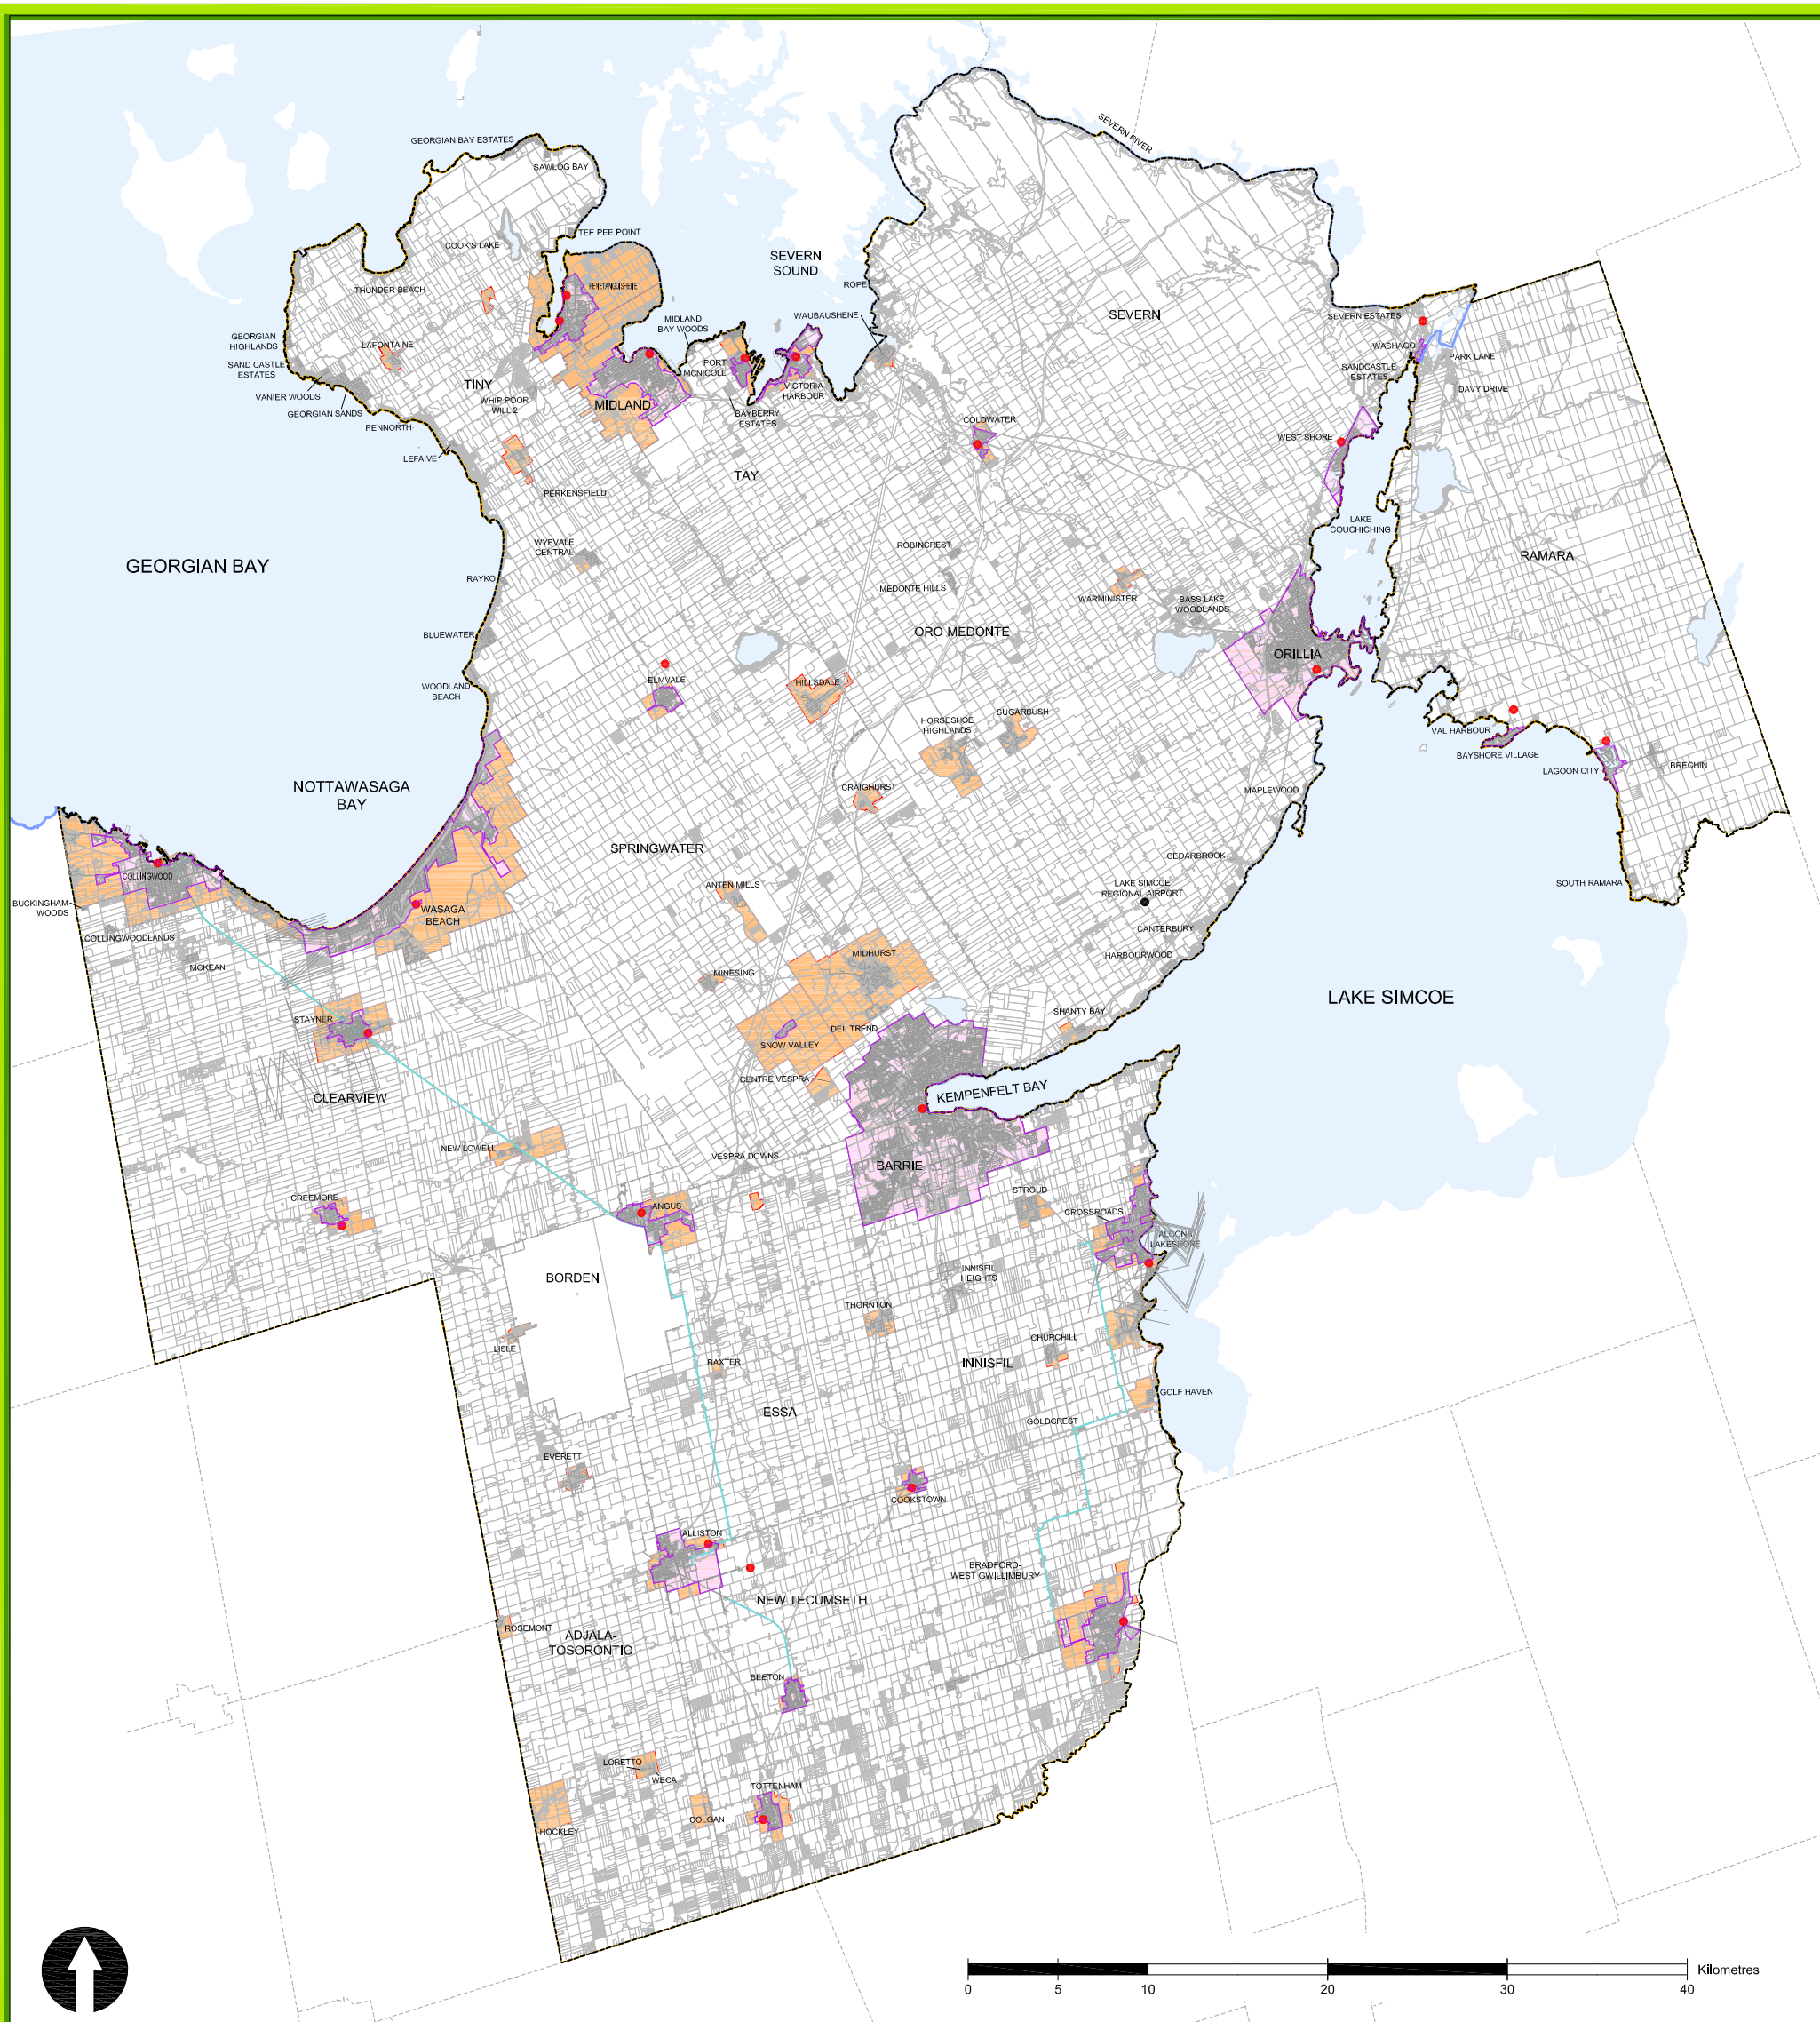 SEVERN RIVER
GEORGIAN BAY ESTATES
SAWLOG BAY
TEE PEE POINT
COOK'S LAKE
SEVERN
SOUND
THUNDER BEACH
PENETANGUISHENE
ROPE
WAUBAUSHENE
SEVERN
SEVERN ESTATES
MIDLAND
BAY WOODS
GEORGIAN
HIGHLANDS
LAFONTAINE
WASHAGO
PARK LANE
SAND CASTLE
ESTATES
PORT
MCNICOLL
SANDCASTLE
ESTATES
TINY
VICTORIA
HARBOUR
DAVY DRIVE
VANIER WOODS
WHIP POOR
WILL 2
MIDLAND
GEORGIAN SANDS
BAYBERRY
ESTATES
PENNORTH
COLDWATER
WEST SHORE
LEFAIVE
TAY
PERKENSFIELD
LAKE
COUCHICHING
WYEVALE
CENTRAL
ROBINCREST
RAMARA
GEORGIAN BAY
RAYKO
MEDONTE HILLS
WARMINISTER
BASS LAKE
WOODLANDS
BLUEWATER
ORO-MEDONTE
ORILLIA
ELMVALE
HILLSDALE
WOODLAND
BEACH
SUGARBUSH
HORSESHOE
HIGHLANDS
VAL HARBOUR
BAYSHORE VILLAGE
LAGOON CITY
BRECHIN
NOTTAWASAGA
BAY
CRAIGHURST
MAPLEWOOD
SPRINGWATER
CEDARBROOK
COLLINGWOOD
ANTEN MILLS
LAKE SIMCOE
REGIONAL AIRPORT
SOUTH RAMARA
BUCKINGHAM
WOODS
WASAGA
BEACH
CANTERBURY
COLLINGWOODLANDS
MCKEAN
MIDHURST
HARBOURWOOD
MINESING
LAKE SIMCOE
STAYNER
DEL TREND
SHANTY BAY
SNOW VALLEY
CENTRE VESPRA
CLEARVIEW
KEMPENFELT BAY
NEW LOWELL
VESPRA DOWNS
BARRIE
CREEMORE
ANGUS
STROUD
CROSSROADS
ALCONA
LAKESHORE
BORDEN
INNISFIL
HEIGHTS
THORNTON
LISLE
CHURCHILL
BAXTER
INNISFIL
GOLF HAVEN
ESSA
GOLDCREST
EVERETT
COOKSTOWN
ALLISTON
BRADFORD-
WEST GWILLIMBURY
NEW TECUMSETH
ROSEMONT
ADJALA-
TOSORONTIO
BEETON
LORETTO
WECA
TOTTENHAM
COLGAN
HOCKLEY
Kilometres
0 5 10 20 30 40